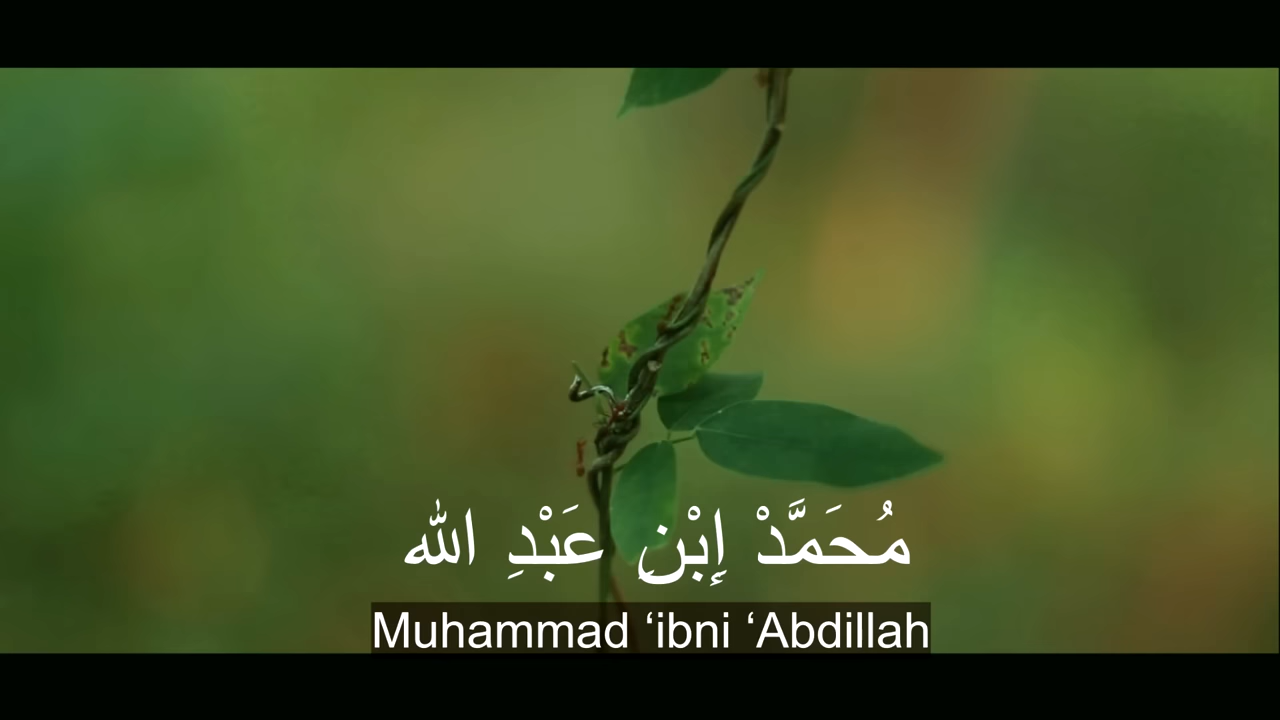 مُحَمَّدْ إِبْنِ عَبْدِ الله
Muhammad ‘ibni ‘Abdillah